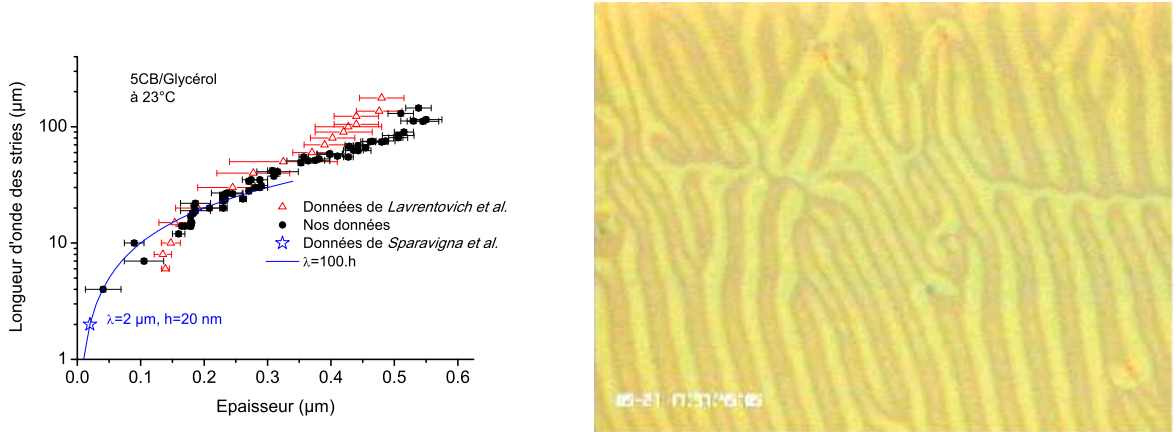 5CB/Glycérol
à 23°C
Longueur d'onde des stries (μm)
100
10
1
Données de Lavrentovich et al.
Nos données
Données de Sparavigna et al.
λ=100.h
λ=2 μm, h=20 nm
0.0 0.1 0.2 0.3 0.4 0.5 0.6
Epaisseur (μm)